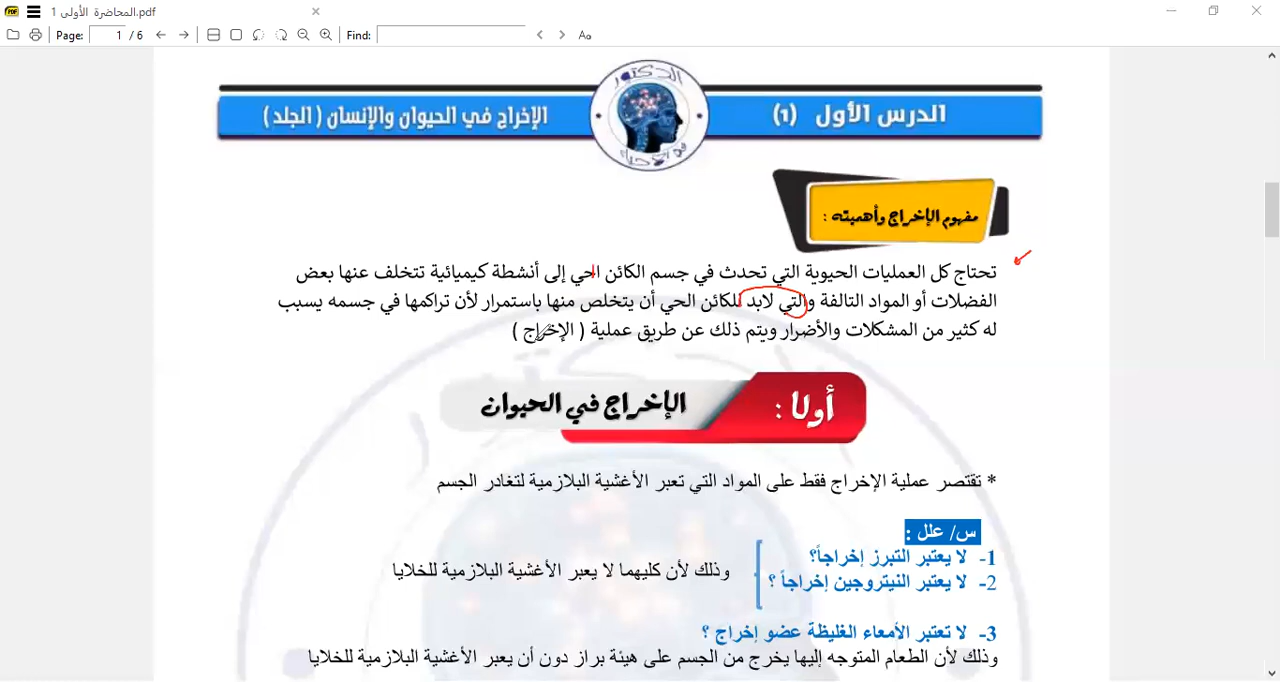 المحاضرة الأولى 1.pdf
Page: 1 / 6 Find:
الدرس الأول (1)
الإخراج في الحيوان والإنسان ( الجلد )
الدكتور
في الأحياء
مفهوم الإخراج وأهميته :
تحتاج كل العمليات الحيوية التي تحدث في جسم الكائن الحي إلى أنشطة كيميائية تتخلف عنها بعض
الفضلات أو المواد التالفة والتي لابد للكائن الحي أن يتخلص منها باستمرار لأن تراكمها في جسمه يسبب
له كثير من المشكلات والأضرار ويتم ذلك عن طريق عملية ( الإخراج )
أولا :
الإخراج في الحيوان
* تقتصر عملية الإخراج فقط على المواد التي تعبر الأغشية البلازمية لتغادر الجسم
س/ علل :
1- لا يعتبر التبرز إخراجاً؟
2- لا يعتبر النيتروجين إخراجاً ؟
وذلك لأن كليهما لا يعبر الأغشية البلازمية للخلايا
3- لا تعتبر الأمعاء الغليظة عضو إخراج ؟
وذلك لأن الطعام المتوجه إليها يخرج من الجسم على هيئة براز دون أن يعبر الأغشية البلازمية للخلايا